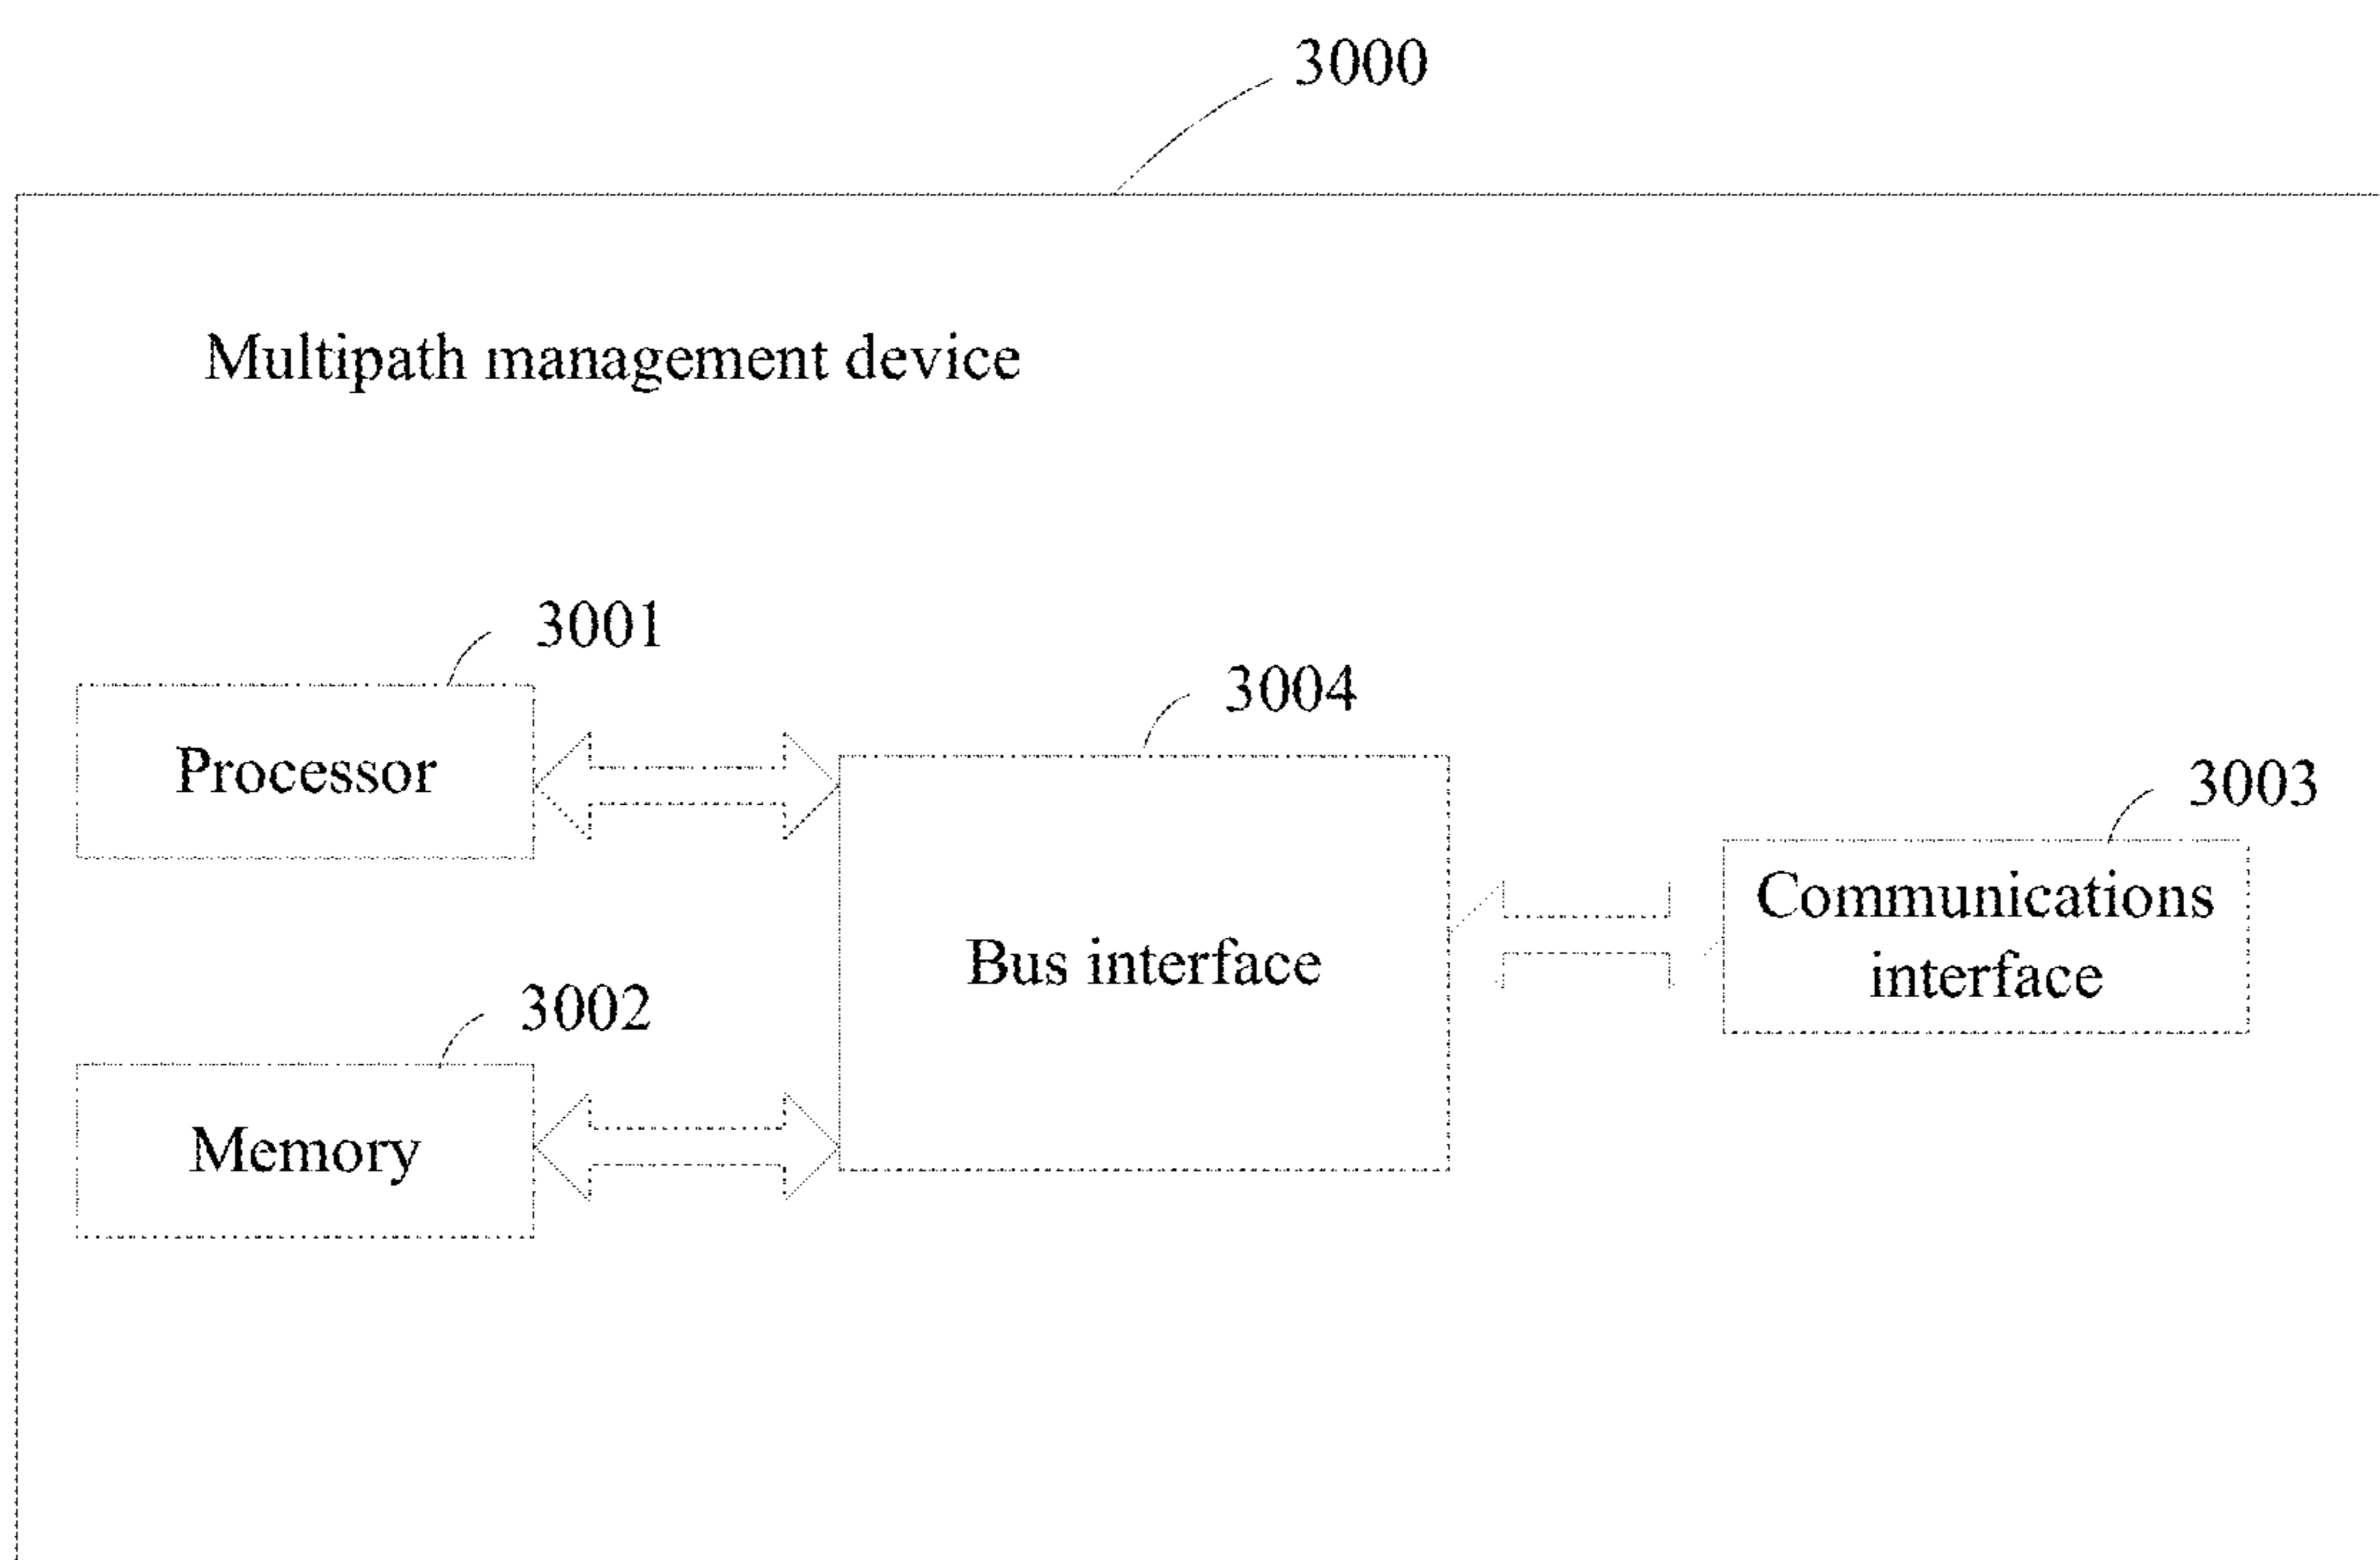 3000
Multipath management device
3001
Processor
3004
Bus interface
3003
Communications
interface
3002
Memory